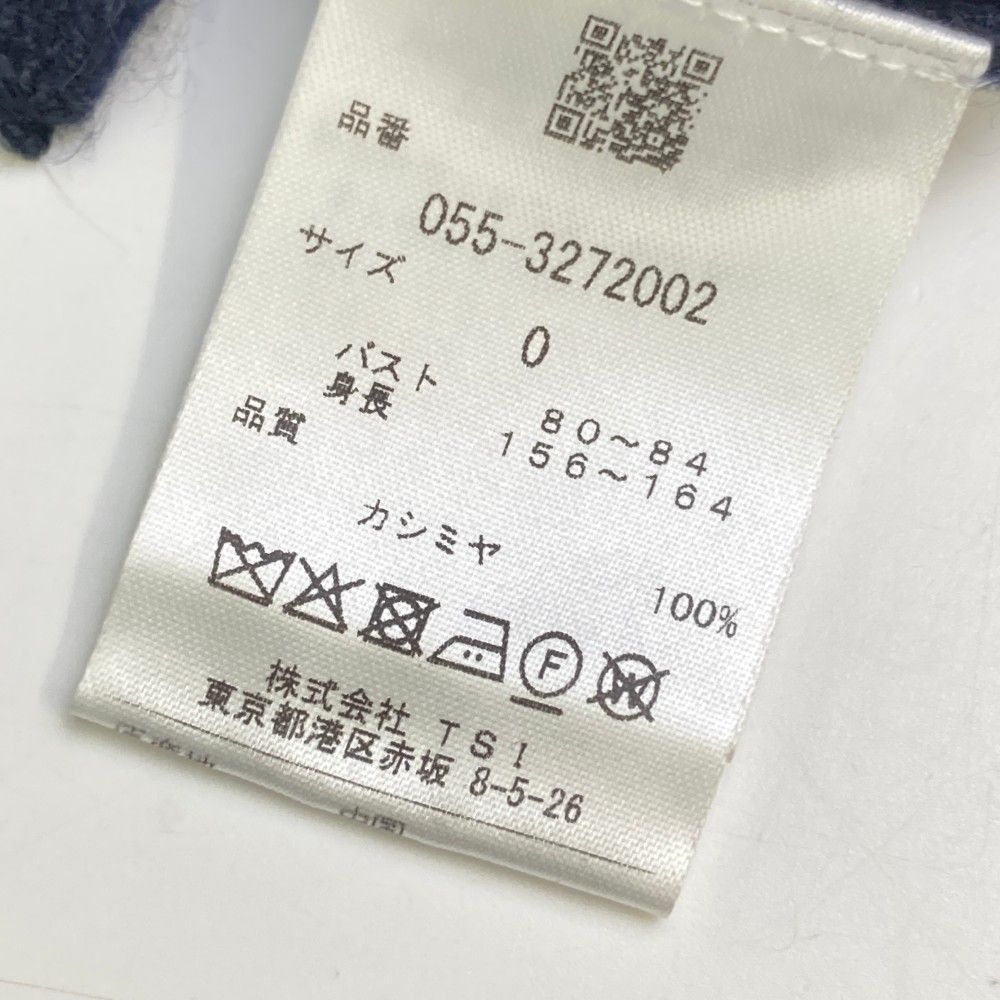 品番
055-3272002
サイズ
0
バスト 80～84
身長 156～164
品質
カシミヤ 100%
株式会社 TSI
東京都港区赤坂 8-5-26